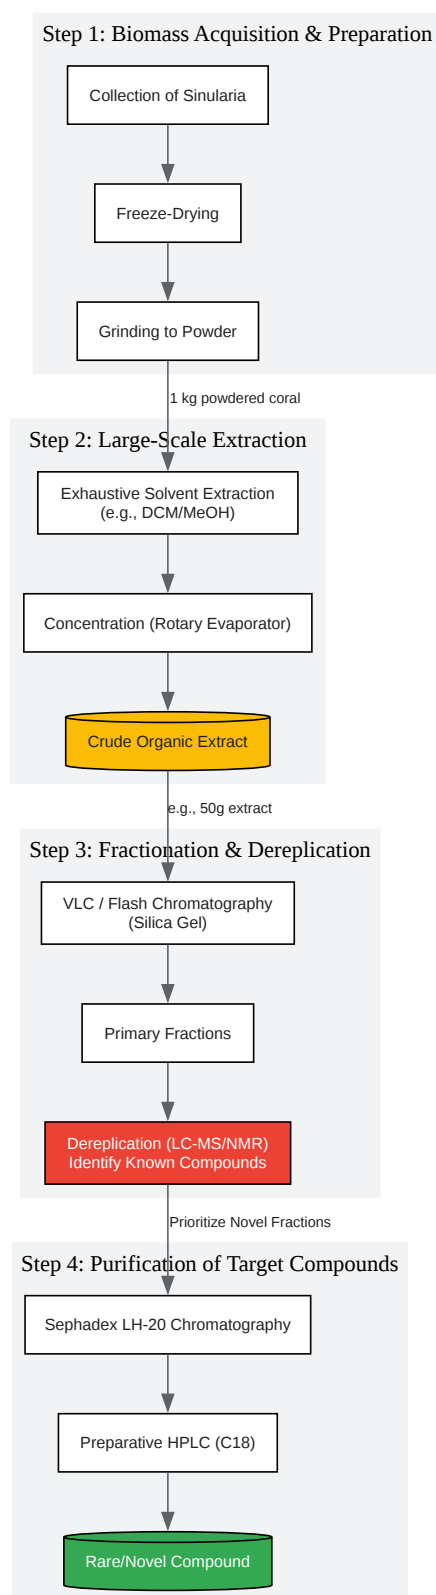 Step 1: Biomass Acquisition & Preparation
Collection of Sinularia
Freeze-Drying
Grinding to Powder
1 kg powdered coral
Step 2: Large-Scale Extraction
Exhaustive Solvent Extraction
(e.g., DCM/MeOH)
Concentration (Rotary Evaporator)
Crude Organic Extract
e.g., 50g extract
Step 3: Fractionation & Dereplication
VLC / Flash Chromatography
(Silica Gel)
Primary Fractions
Dereplication (LC-MS/NMR)
Identify Known Compounds
Prioritize Novel Fractions
Step 4: Purification of Target Compounds
Sephadex LH-20 Chromatography
Preparative HPLC (C18)
Rare/Novel Compound